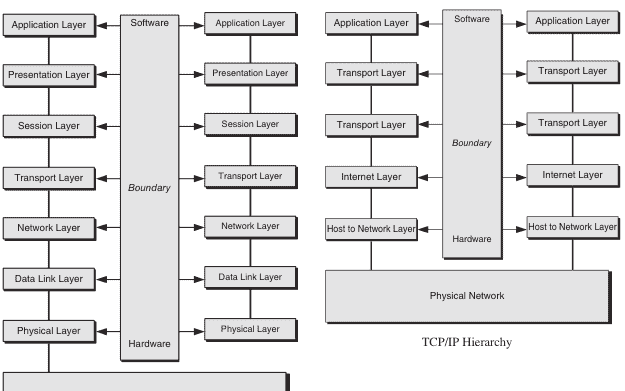 Application Layer
Presentation Layer
Session Layer
Transport Layer
Network Layer
Data Link Layer
Physical Layer
Software
Boundary
Hardware
Application Layer
Presentation Layer
Session Layer
Transport Layer
Network Layer
Data Link Layer
Physical Layer
Application Layer
Transport Layer
Transport Layer
Internet Layer
Host to Network Layer
Software
Boundary
Hardware
Application Layer
Transport Layer
Transport Layer
Internet Layer
Host to Network Layer
Physical Network
TCP/IP Hierarchy